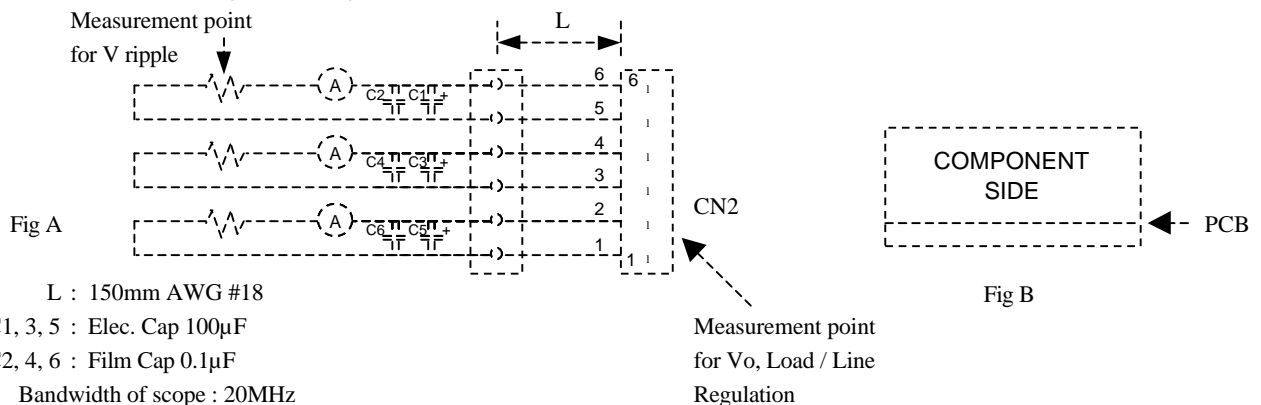 Measurement point
for V ripple
L
A
C2 C1 +
6
6
5
A
C4 C3 +
4
3
A
C6 C5 +
2
1
1
CN2
Fig A
L : 150mm AWG #18
1, 3, 5 : Elec. Cap 100µF
2, 4, 6 : Film Cap 0.1µF
Bandwidth of scope : 20MHz
Measurement point
for Vo, Load / Line
Regulation
COMPONENT
SIDE
PCB
Fig B